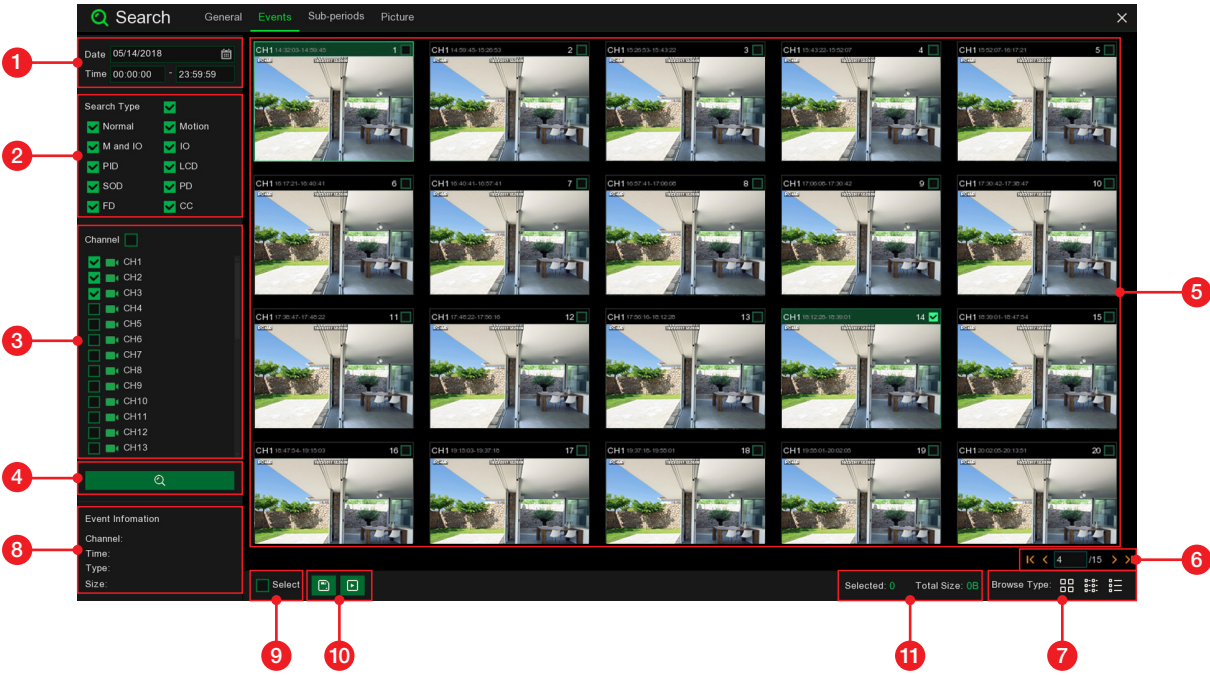 Search General Events Sub-periods Picture
1
Date 05/14/2018
Time 00:00:00 - 23:59:59
2
Search Type
Normal Motion
M and IO IO
PID LCD
SOD PD
FD CC
3
Channel
CH1
CH2
CH3
CH4
CH5
CH6
CH7
CH8
CH9
CH10
CH11
CH12
CH13
4
8
Event Infomation
Channel:
Time:
Type:
Size:
CH1 14:32:03-14:59:45 1
CH1 14:59:45-15:26:53 2
CH1 15:26:53-15:43:22 3
CH1 15:43:22-15:52:07 4
CH1 15:52:07-16:17:21 5
CH1 16:17:21-16:40:41 6
CH1 16:40:41-16:57:41 7
CH1 16:57:41-17:06:08 8
CH1 17:06:08-17:30:42 9
CH1 17:30:42-17:38:47 10
CH1 17:38:47-17:48:22 11
CH1 17:48:22-17:56:16 12
CH1 17:56:16-18:12:28 13
CH1 18:12:28-18:39:01 14
CH1 18:39:01-18:47:54 15
CH1 18:47:54-19:15:03 16
CH1 19:15:03-19:37:18 17
CH1 19:37:18-19:55:01 18
CH1 19:55:01-20:02:05 19
CH1 20:02:05-20:13:51 20
5
4 /15
6
Select
Selected: 0 Total Size: 0B
Browse Type:
9
10
11
7